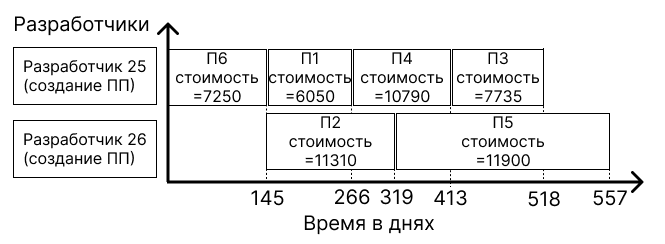 Разработчики
Разработчик 25
(создание ПП)
П6
стоимость
=7250
П1
стоимость
=6050
П4
стоимость
=10790
П3
стоимость
=7735
Разработчик 26
(создание ПП)
П2
стоимость
=11310
П5
стоимость
=11900
145 266 319 413 518 557
Время в днях